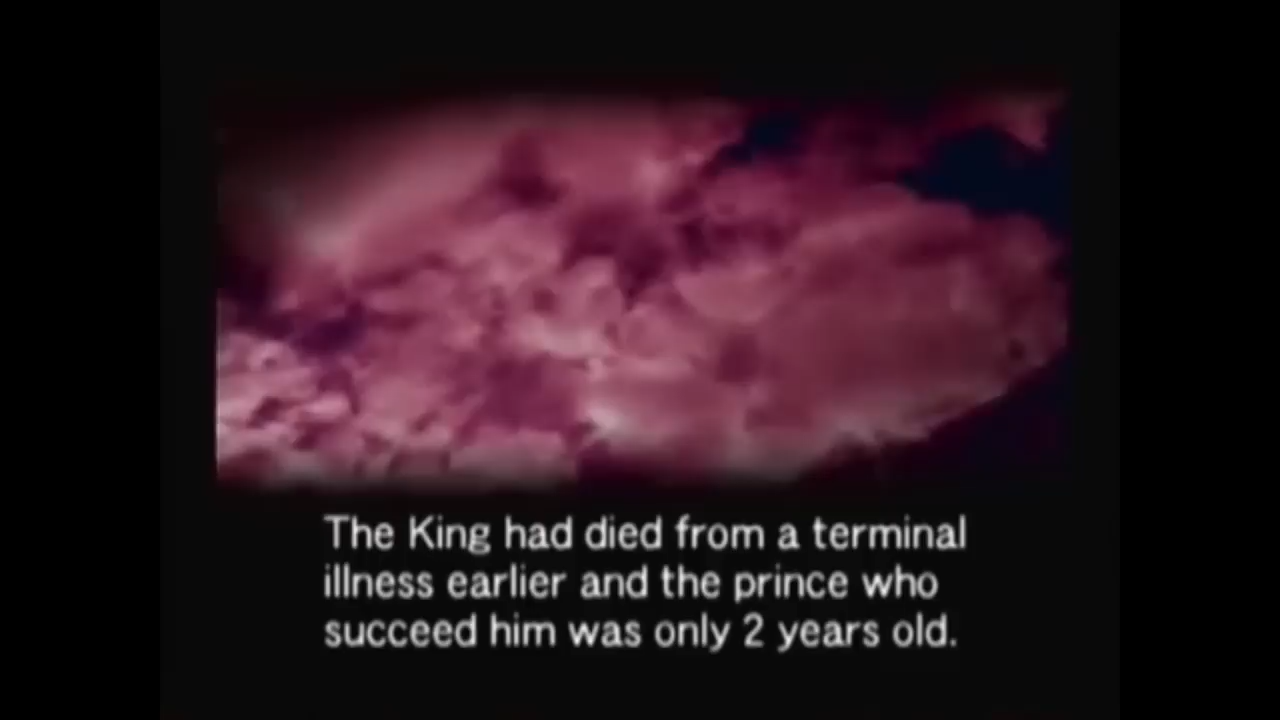 The King had died from a terminal
illness earlier and the prince who
succeed him was only 2 years old.